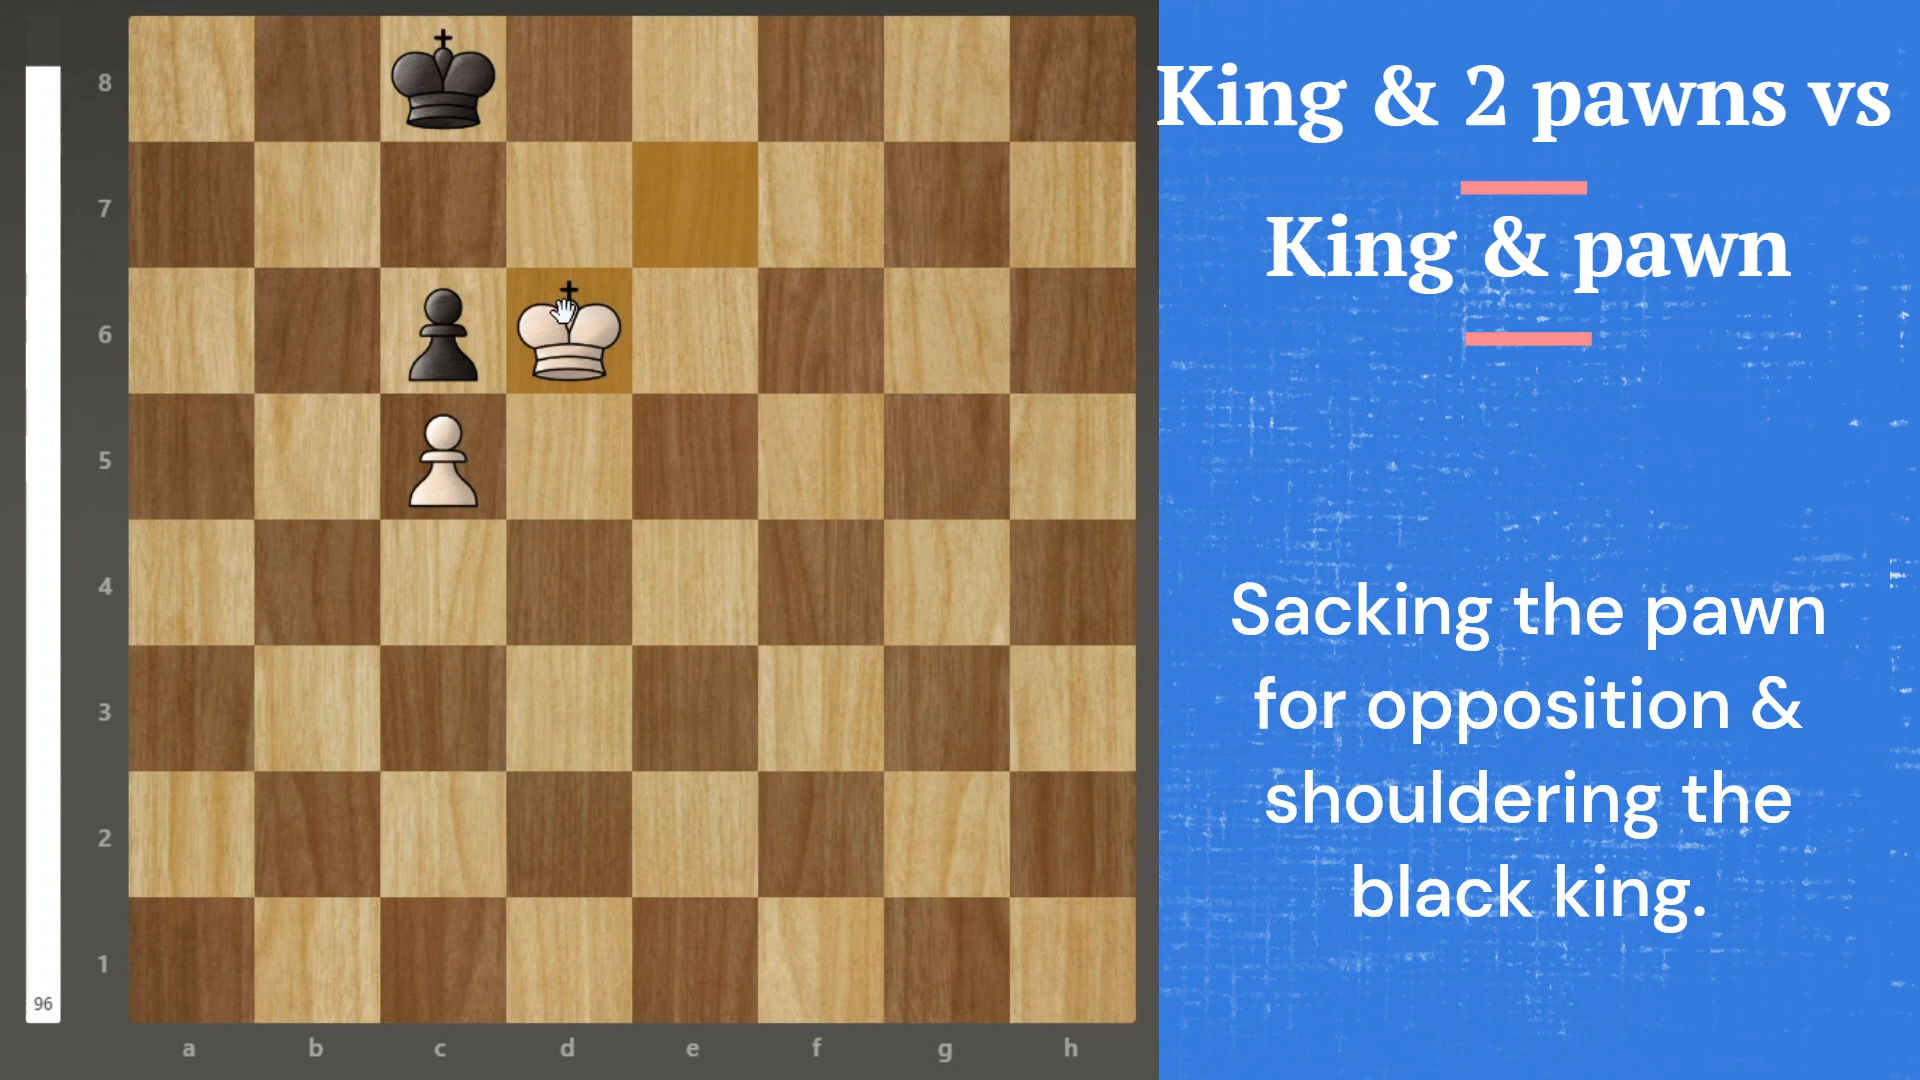 King & 2 pawns vs
King & pawn
Sacking the pawn
for opposition &
shouldering the
black king.
8
7
6
5
4
3
2
1
96
a b c d e f g h